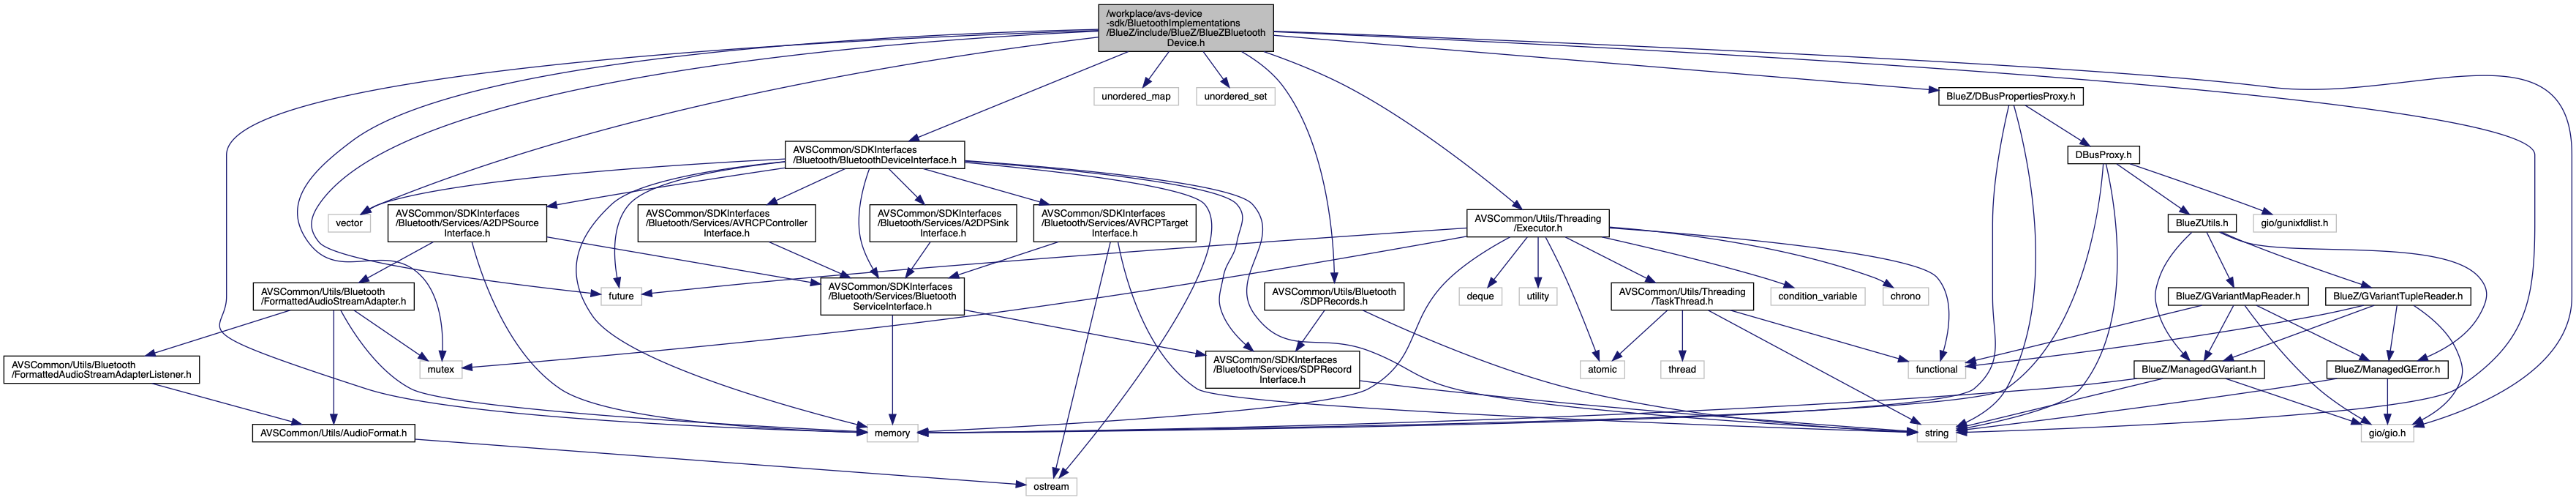 /workplace/avs-device
-sdk/BluetoothImplementations
/BlueZ/include/BlueZ/BlueZBluetooth
Device.h
unordered_map
unordered_set
BlueZ/DBusPropertiesProxy.h
AVSCommon/SDKInterfaces
/Bluetooth/BluetoothDeviceInterface.h
DBusProxy.h
vector
AVSCommon/SDKInterfaces
/Bluetooth/Services/A2DPSource
Interface.h
AVSCommon/SDKInterfaces
/Bluetooth/Services/AVRCPController
Interface.h
AVSCommon/SDKInterfaces
/Bluetooth/Services/A2DPSink
Interface.h
AVSCommon/SDKInterfaces
/Bluetooth/Services/AVRCPTarget
Interface.h
AVSCommon/Utils/Threading
/Executor.h
BlueZUtils.h
gio/gunixfdlist.h
AVSCommon/Utils/Bluetooth
/FormattedAudioStreamAdapter.h
future
AVSCommon/SDKInterfaces
/Bluetooth/Services/Bluetooth
ServiceInterface.h
AVSCommon/Utils/Bluetooth
/SDPRecords.h
deque
utility
AVSCommon/Utils/Threading
/TaskThread.h
condition_variable
chrono
BlueZ/GVariantMapReader.h
BlueZ/GVariantTupleReader.h
AVSCommon/Utils/Bluetooth
/FormattedAudioStreamAdapterListener.h
mutex
AVSCommon/SDKInterfaces
/Bluetooth/Services/SDPRecord
Interface.h
atomic
thread
functional
BlueZ/ManagedGVariant.h
BlueZ/ManagedGError.h
AVSCommon/Utils/AudioFormat.h
memory
string
gio/gio.h
ostream